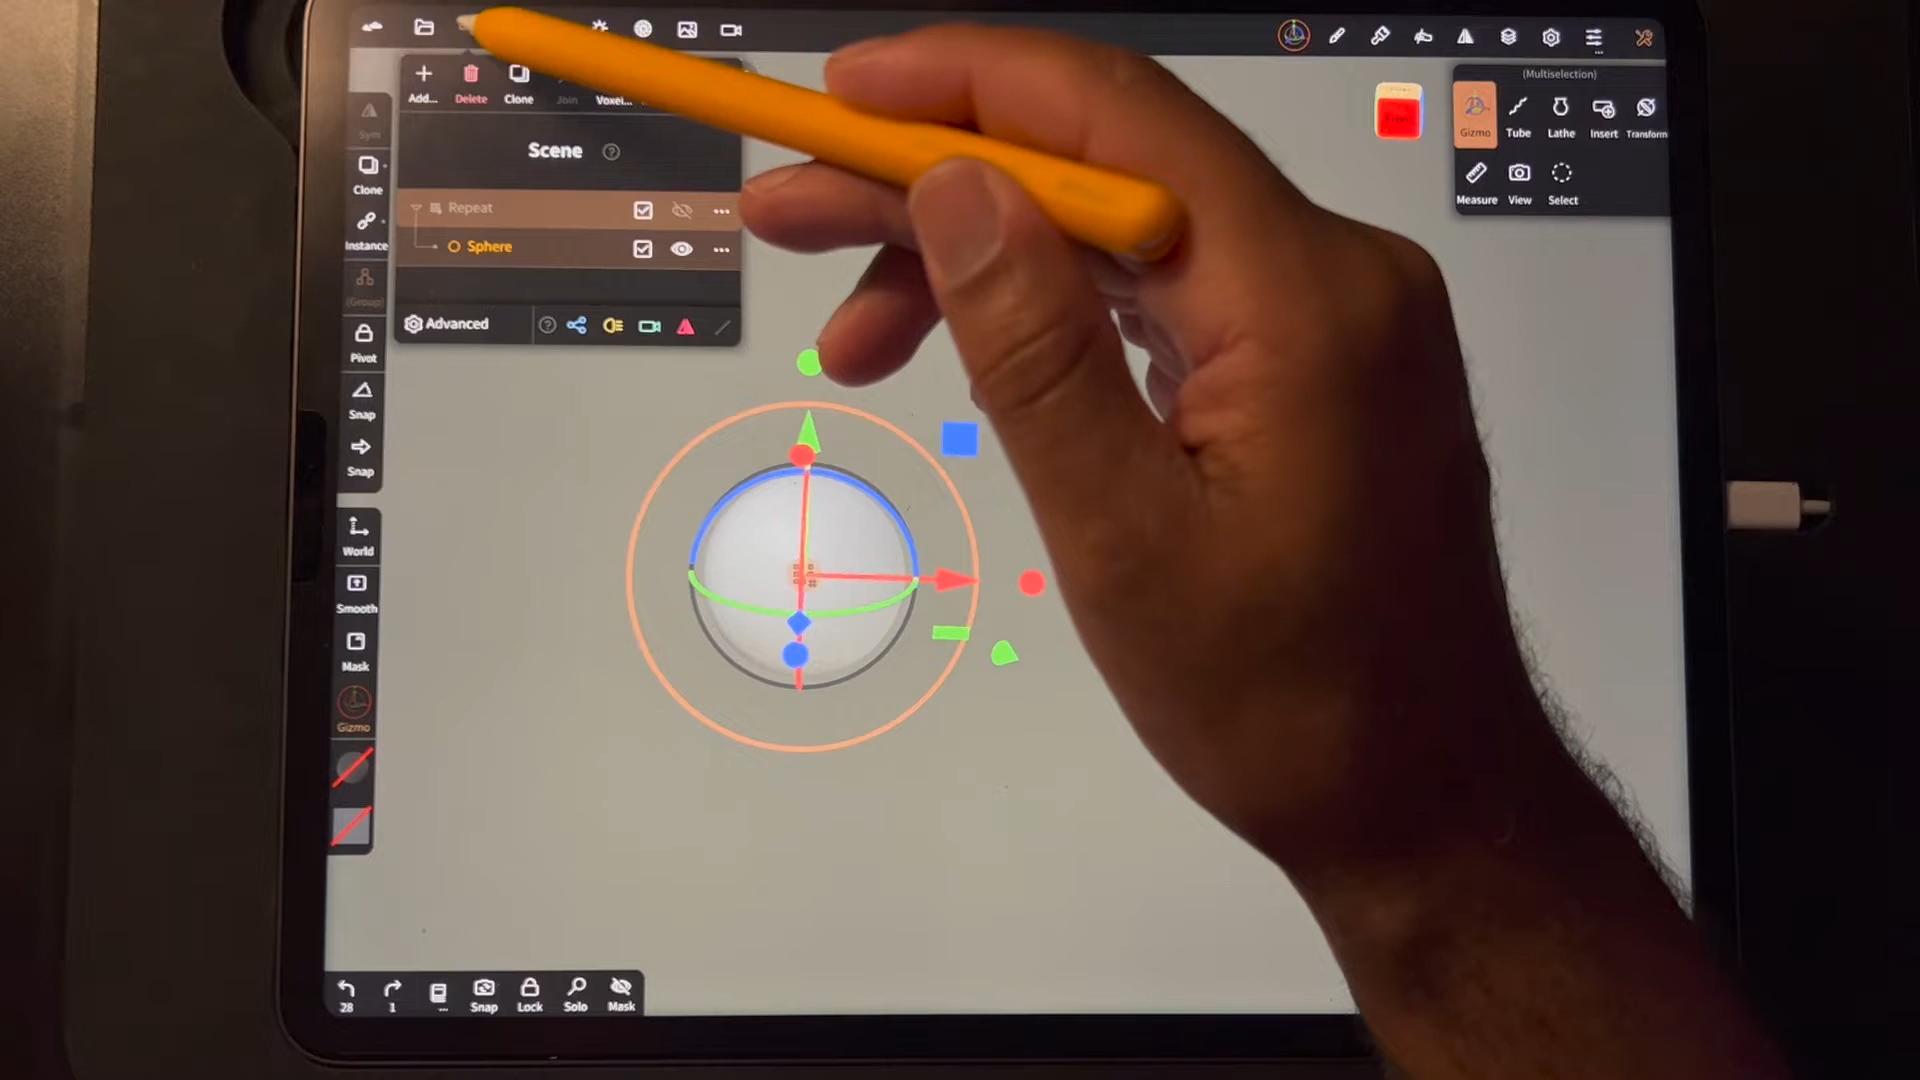 Add...
Delete
Clone
Join
Voxel...
Scene
Repeat
Sphere
Advanced
Sym
Clone
Instance
(Group)
Pivot
Snap
Snap
World
Smooth
Mask
Gizmo
28
1
...
Snap
Lock
Solo
Mask
(Multiselection)
Gizmo
Tube
Lathe
Insert
Transform
Measure
View
Select